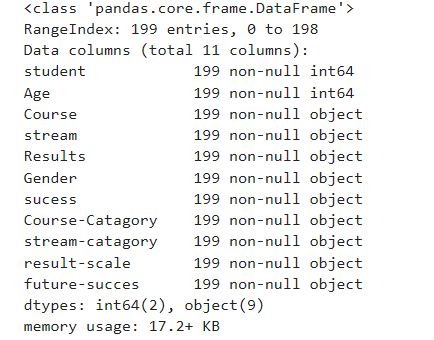 <class 'pandas.core.frame.DataFrame'>
RangeIndex: 199 entries, 0 to 198
Data columns (total 11 columns):
student            199 non-null int64
Age                199 non-null int64
Course             199 non-null object
stream             199 non-null object
Results            199 non-null object
Gender             199 non-null object
sucess             199 non-null object
Course-Catagory    199 non-null object
stream-catagory    199 non-null object
result-scale       199 non-null object
future-succes      199 non-null object
dtypes: int64(2), object(9)
memory usage: 17.2+ KB